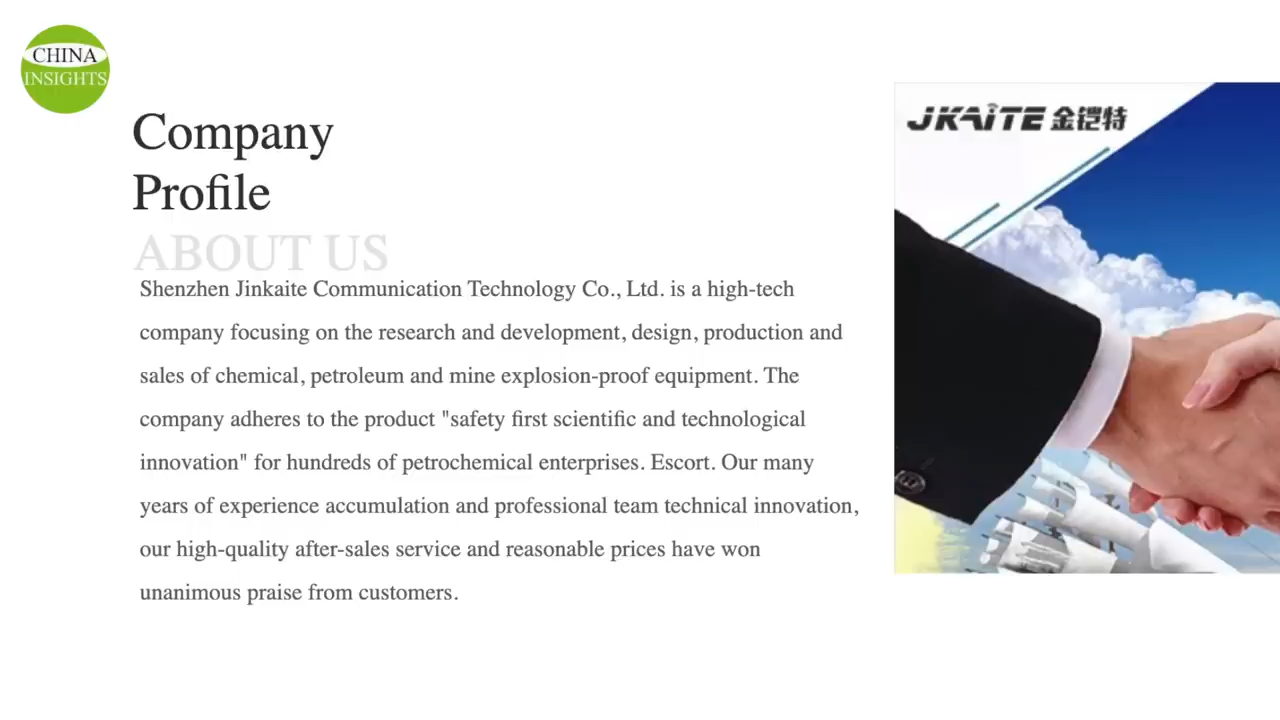 CHINA
INSIGHTS
Company
Profile
ABOUT US
Shenzhen Jinkaite Communication Technology Co., Ltd. is a high-tech
company focusing on the research and development, design, production and
sales of chemical, petroleum and mine explosion-proof equipment. The
company adheres to the product "safety first scientific and technological
innovation" for hundreds of petrochemical enterprises. Escort. Our many
years of experience accumulation and professional team technical innovation,
our high-quality after-sales service and reasonable prices have won
unanimous praise from customers.
JKAITE 金铠特